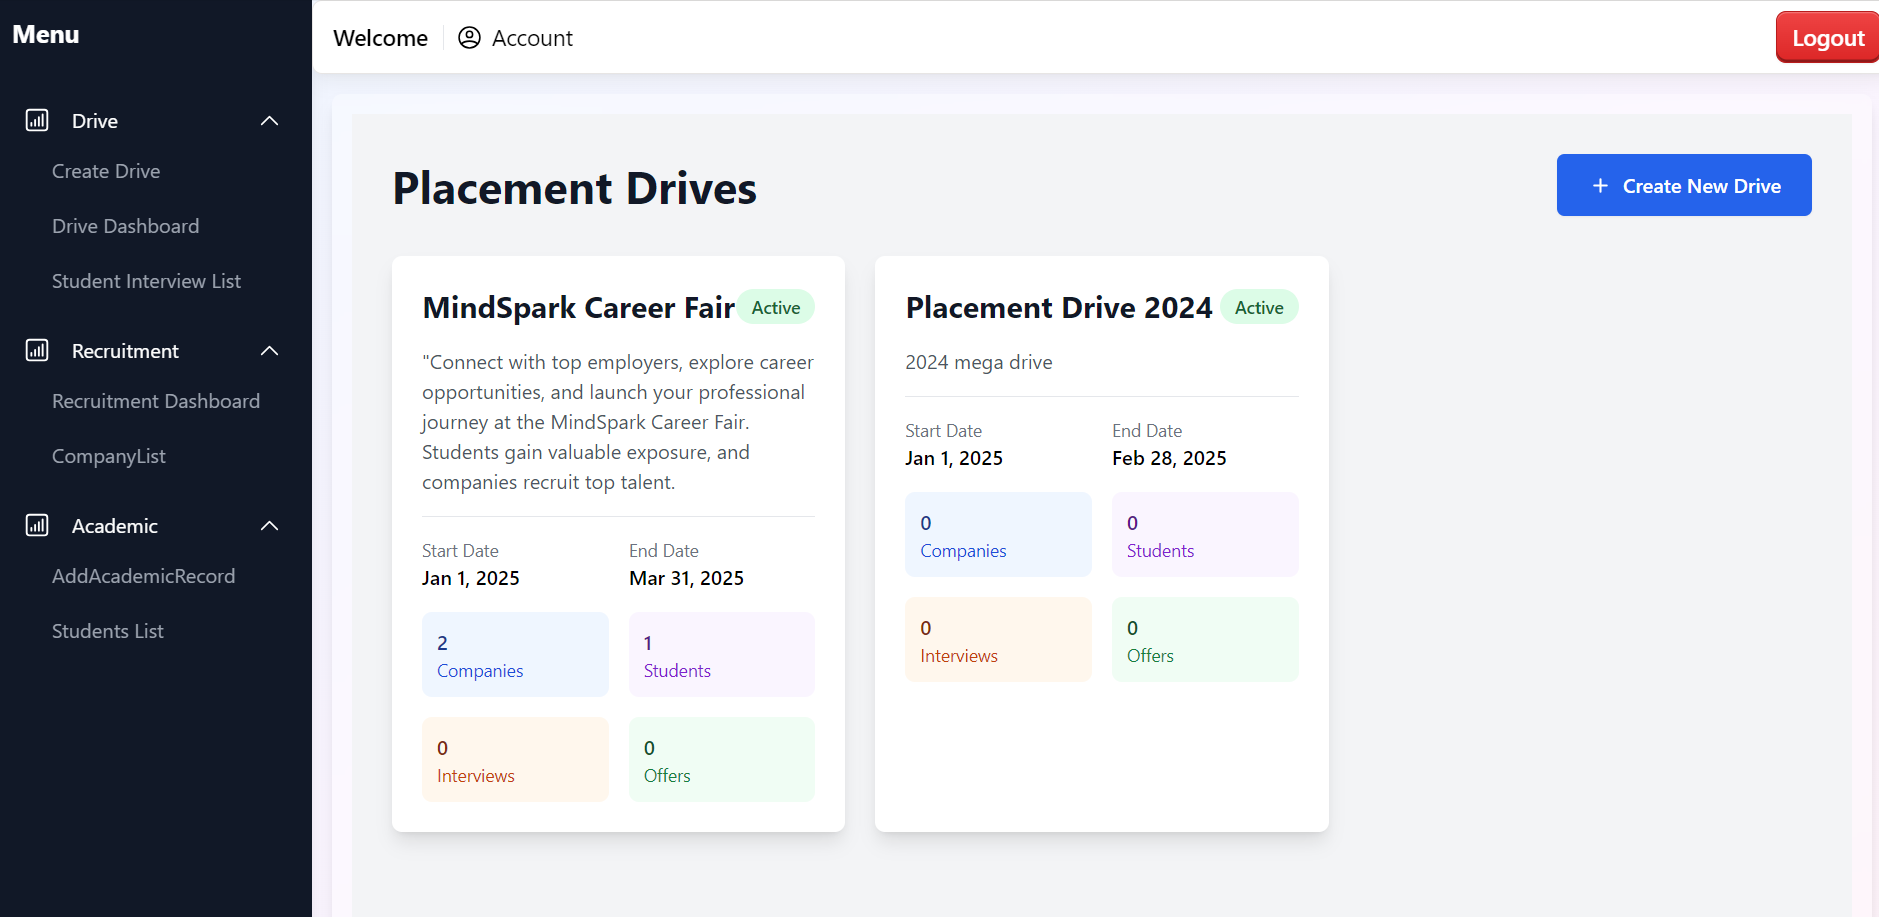 Menu
Drive
Create Drive
Drive Dashboard
Student Interview List
Recruitment
Recruitment Dashboard
CompanyList
Academic
AddAcademicRecord
Students List
Welcome
Account
Logout
Placement Drives
+ Create New Drive
MindSpark Career Fair
Active
"Connect with top employers, explore career
opportunities, and launch your professional
journey at the MindSpark Career Fair.
Students gain valuable exposure, and
companies recruit top talent.
Start Date
Jan 1, 2025
End Date
Mar 31, 2025
2
Companies
1
Students
0
Interviews
0
Offers
Placement Drive 2024
Active
2024 mega drive
Start Date
Jan 1, 2025
End Date
Feb 28, 2025
0
Companies
0
Students
0
Interviews
0
Offers